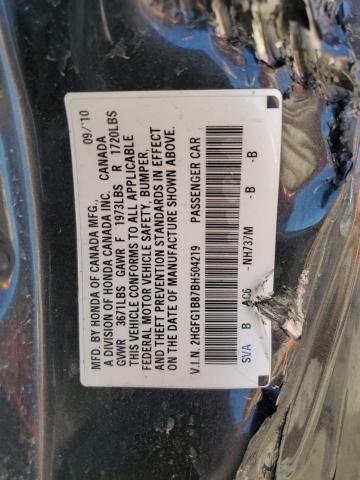 MFD. BY HONDA OF CANADA MFG., 09/'10
A DIVISION OF HONDA CANADA INC. CANADA
GVWR 3671LBS GAWR F 1973LBS R 1720LBS
THIS VEHICLE CONFORMS TO ALL APPLICABLE
FEDERAL MOTOR VEHICLE SAFETY, BUMPER,
AND THEFT PREVENTION STANDARDS IN EFFECT
ON THE DATE OF MANUFACTURE SHOWN ABOVE.
V.I.N. 2HGFG1B87BH504219 PASSENGER CAR
SVA B AC6 -NH737M -B -B